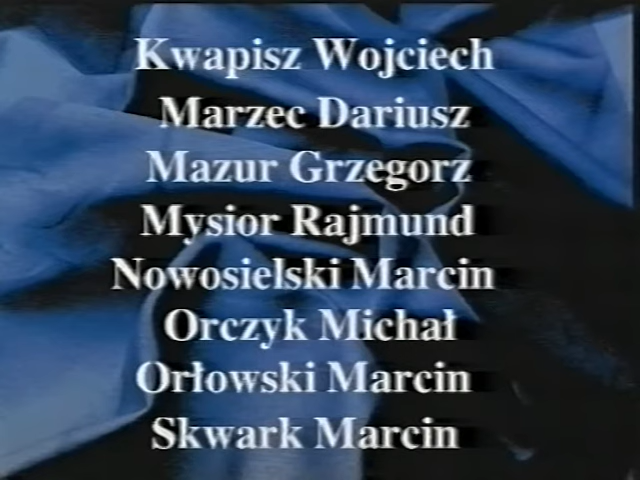 Kwapisz Wojciech
Marzec Dariusz
Mazur Grzegorz
Mysior Rajmund
Nowosielski Marcin
Orczyk Michał
Orłowski Marcin
Skwark Marcin